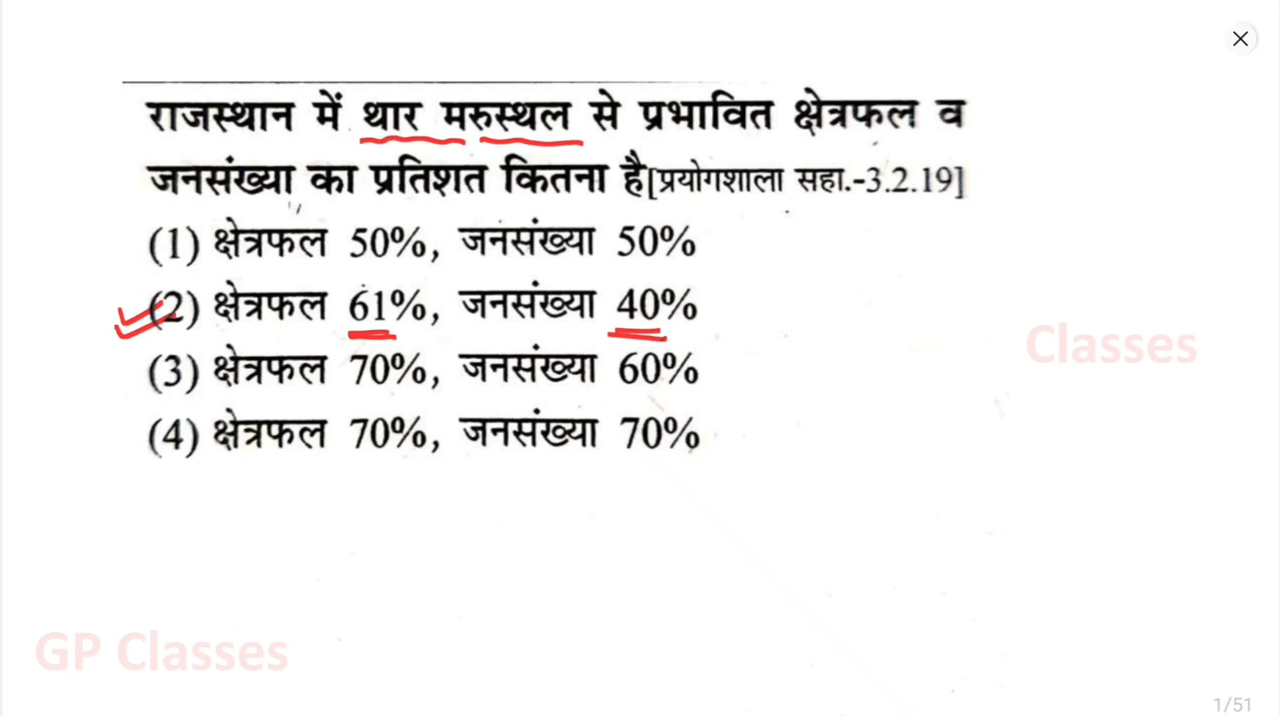 राजस्थान में थार मरुस्थल से प्रभावित क्षेत्रफल व
जनसंख्या का प्रतिशत कितना है[प्रयोगशाला सहा.-3.2.19]
(1) क्षेत्रफल 50%, जनसंख्या 50%
(2) क्षेत्रफल 61%, जनसंख्या 40%
(3) क्षेत्रफल 70%, जनसंख्या 60%
(4) क्षेत्रफल 70%, जनसंख्या 70%
Classes
GP Classes
1/51